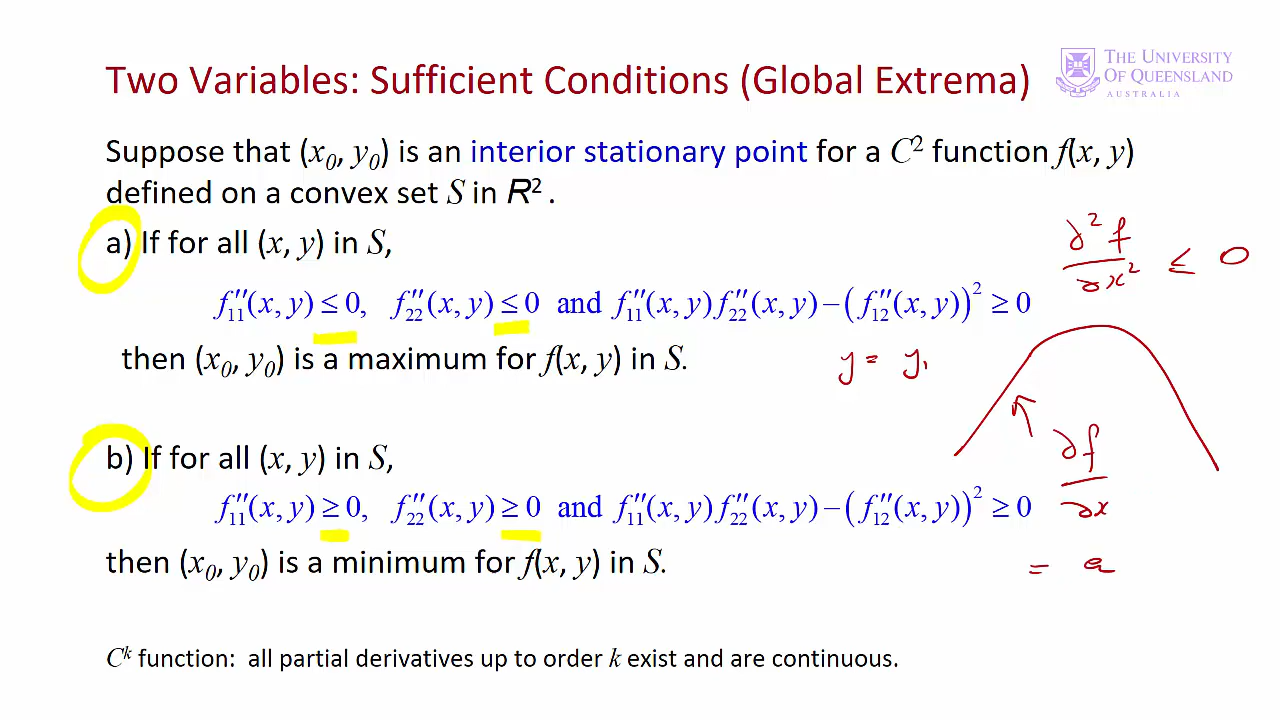 Two Variables: Sufficient Conditions (Global Extrema)
THE UNIVERSITY
OF QUEENSLAND
AUSTRALIA
Suppose that (x₀, y₀) is an interior stationary point for a C² function f(x, y)
defined on a convex set S in R² .
a) If for all (x, y) in S,
∂²f/∂x² ≤ 0
f″₁₁(x, y) ≤ 0, f″₂₂(x, y) ≤ 0 and f″₁₁(x, y) f″₂₂(x, y) − (f″₁₂(x, y))² ≥ 0
then (x₀, y₀) is a maximum for f(x, y) in S.
y = y₁
b) If for all (x, y) in S,
∂f/∂x
f″₁₁(x, y) ≥ 0, f″₂₂(x, y) ≥ 0 and f″₁₁(x, y) f″₂₂(x, y) − (f″₁₂(x, y))² ≥ 0
then (x₀, y₀) is a minimum for f(x, y) in S.
= a
Cᵏ function: all partial derivatives up to order k exist and are continuous.